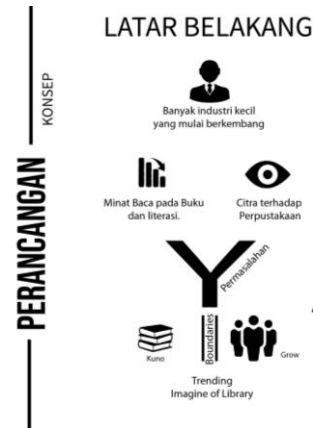 LATAR BELAKANG
KONSEP
PERANCANGAN
Banyak industri kecil
yang mulai berkembang
Minat Baca pada Buku
dan literasi.
Citra terhadap
Perpustakaan
Permasalahan
Boundaries
Kuno
Grow
Trending
Imagine of Library